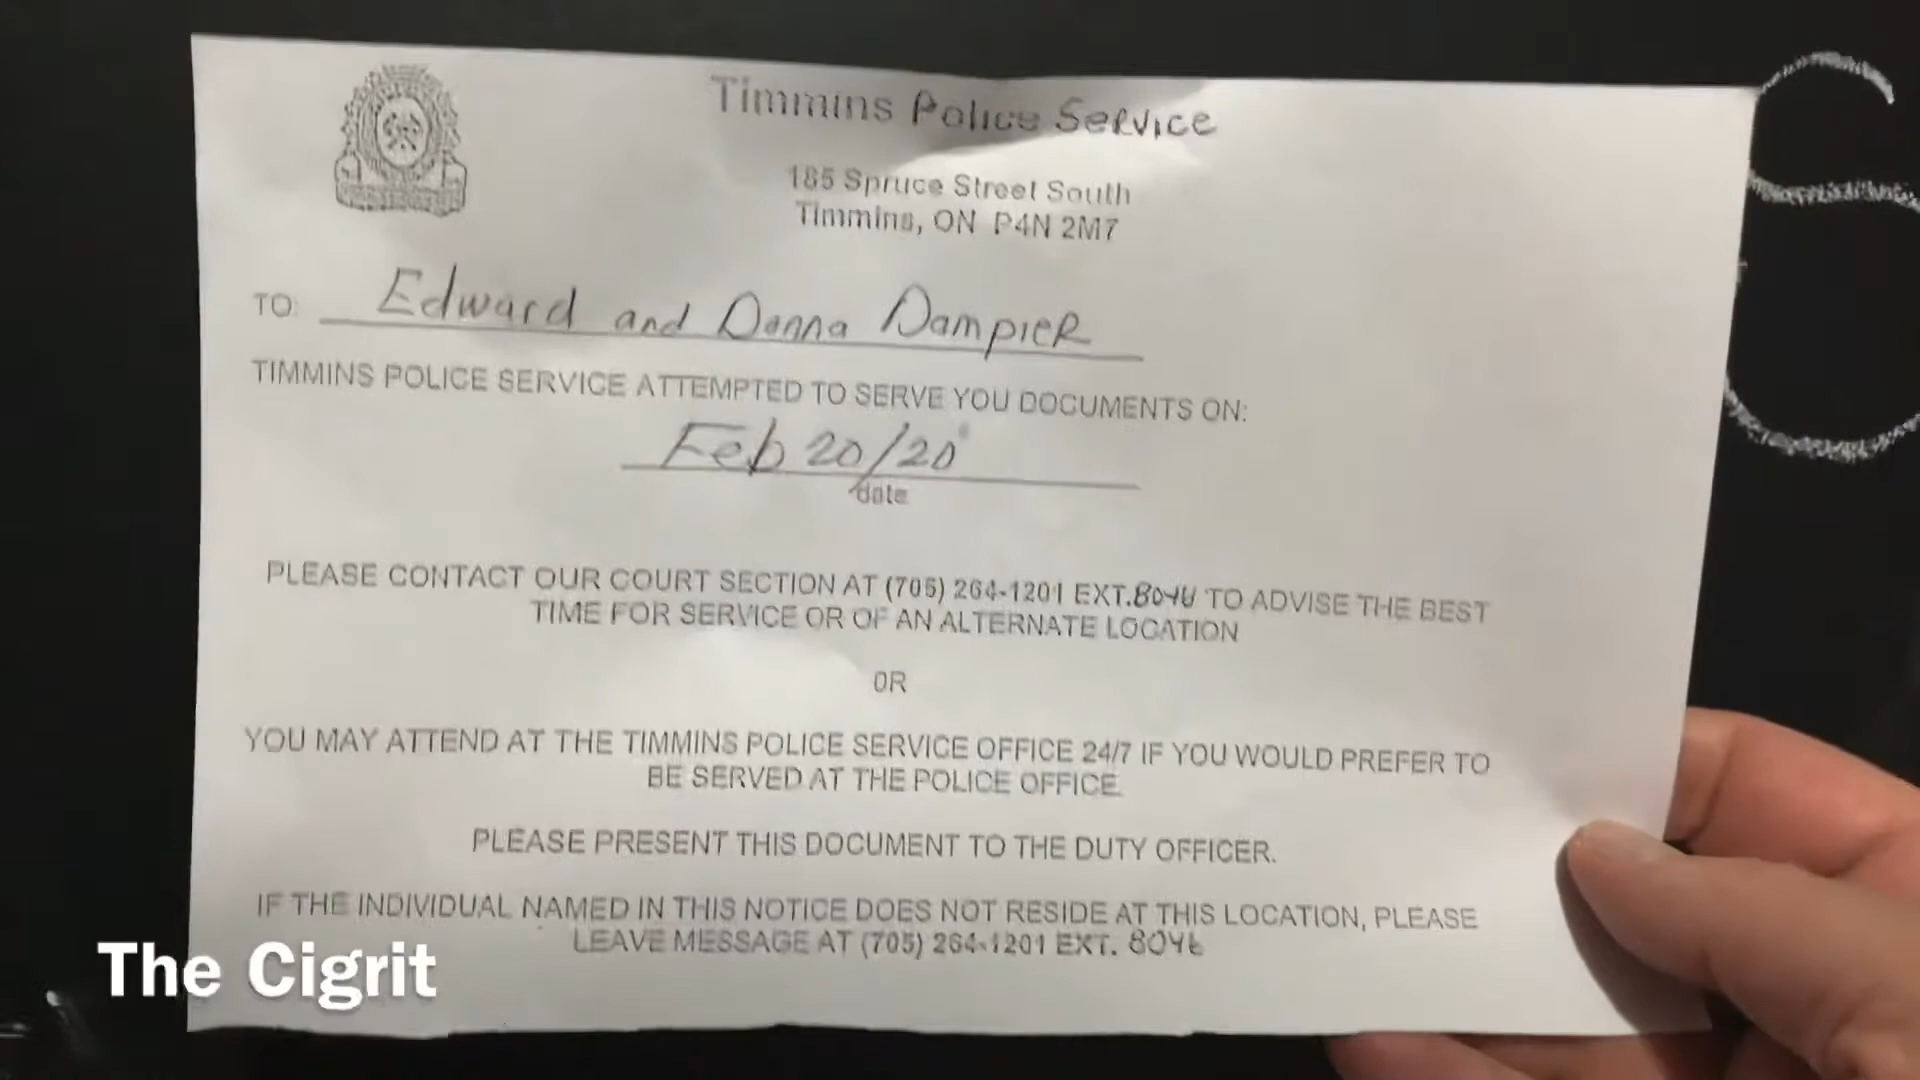 Timmins Police Service
185 Spruce Street South
Timmins, ON P4N 2M7
TO: Edward and Donna Dampier
TIMMINS POLICE SERVICE ATTEMPTED TO SERVE YOU DOCUMENTS ON:
Feb 20/20
date
PLEASE CONTACT OUR COURT SECTION AT (705) 264-1201 EXT. TO ADVISE THE BEST
TIME FOR SERVICE OR OF AN ALTERNATE LOCATION
OR
YOU MAY ATTEND AT THE TIMMINS POLICE SERVICE OFFICE 24/7 IF YOU WOULD PREFER TO
BE SERVED AT THE POLICE OFFICE.
PLEASE PRESENT THIS DOCUMENT TO THE DUTY OFFICER.
IF THE INDIVIDUAL NAMED IN THIS NOTICE DOES NOT RESIDE AT THIS LOCATION, PLEASE
LEAVE MESSAGE AT (705) 264-1201 EXT. 8046
The Cigrit